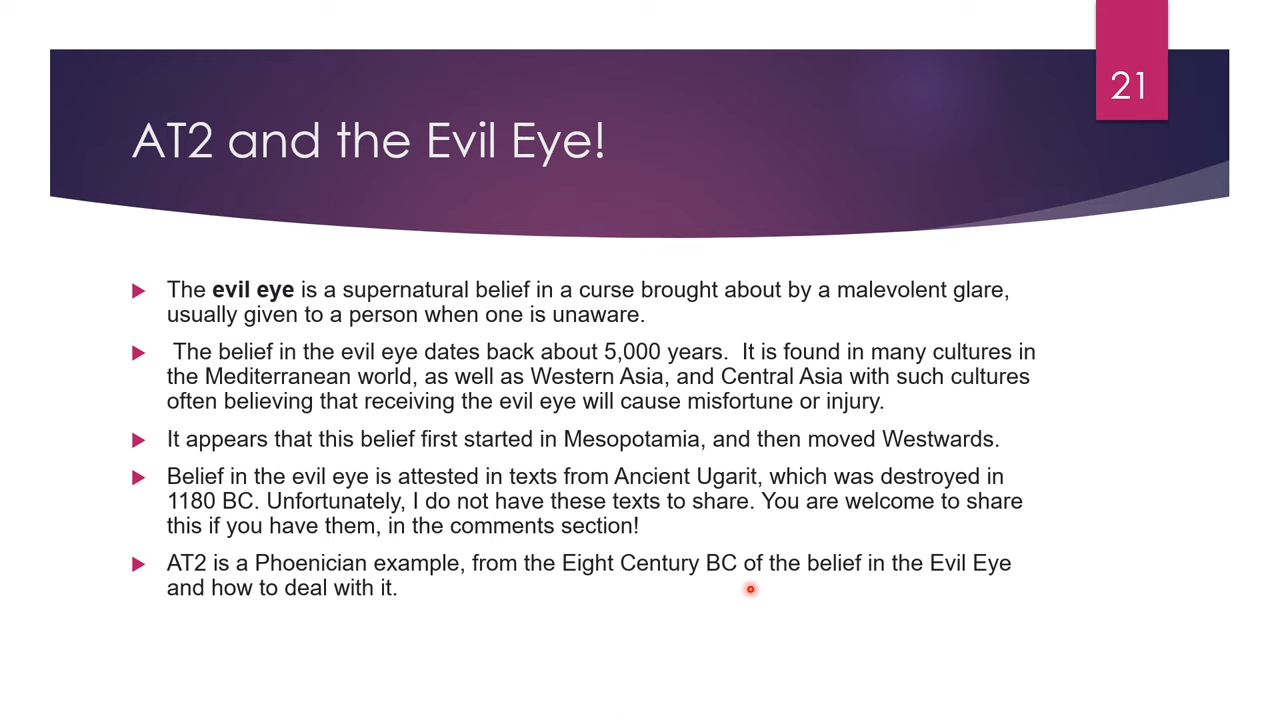 21
AT2 and the Evil Eye!
The evil eye is a supernatural belief in a curse brought about by a malevolent glare,
usually given to a person when one is unaware.
The belief in the evil eye dates back about 5,000 years.  It is found in many cultures in
the Mediterranean world, as well as Western Asia, and Central Asia with such cultures
often believing that receiving the evil eye will cause misfortune or injury.
It appears that this belief first started in Mesopotamia, and then moved Westwards.
Belief in the evil eye is attested in texts from Ancient Ugarit, which was destroyed in
1180 BC. Unfortunately, I do not have these texts to share. You are welcome to share
this if you have them, in the comments section!
AT2 is a Phoenician example, from the Eight Century BC of the belief in the Evil Eye
and how to deal with it.